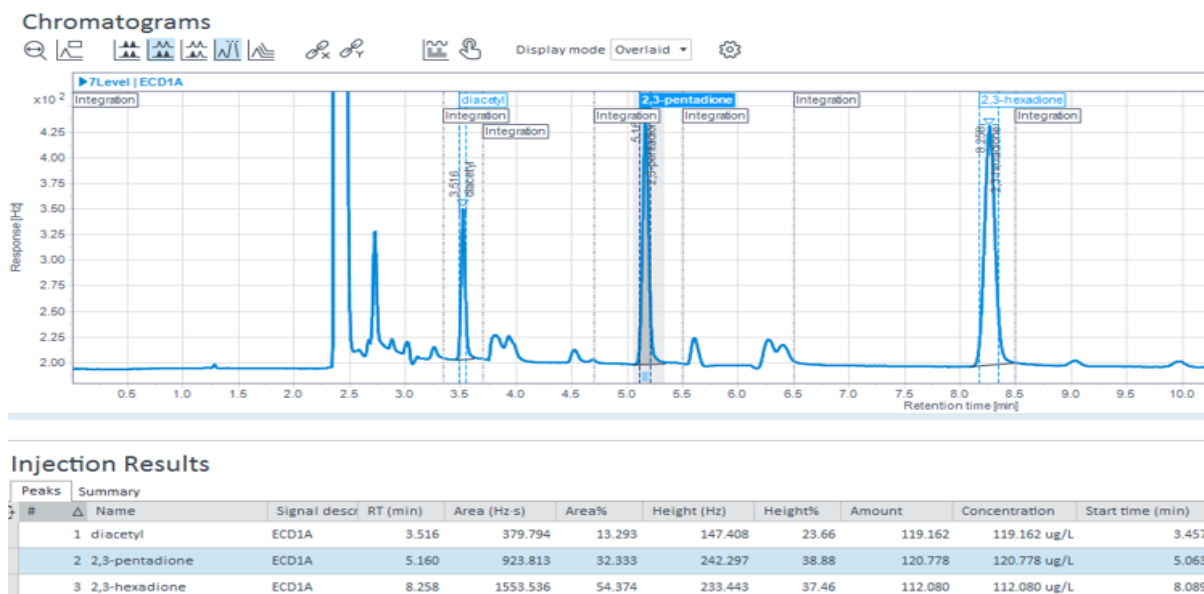 Chromatograms
Display mode Overlaid
7Level | ECD1A
x10 2
Integration diacetyl 2,3-pentadione Integration 2,3-hexadione
Integration Integration Integration Integration
Integration
4.25
4.00
3.75
3.50
3.25
3.00
2.75
2.50
2.25
2.00
Response [Hz]
3.516
diacetyl
5.16
8.258
2,3-hexadione
0.5 1.0 1.5 2.0 2.5 3.0 3.5 4.0 4.5 5.0 5.5 6.0 6.5 7.0 7.5 8.0 8.5 9.0 9.5 10.0
Retention time [min]
Injection Results
Peaks Summary
# Name Signal descr RT (min) Area (Hz·s) Area% Height (Hz) Height% Amount Concentration Start time (min)
1 diacetyl ECD1A 3.516 379.794 13.293 147.408 23.66 119.162 119.162 ug/L 3.457
2 2,3-pentadione ECD1A 5.160 923.813 32.333 242.297 38.88 120.778 120.778 ug/L 5.063
3 2,3-hexadione ECD1A 8.258 1553.536 54.374 233.443 37.46 112.080 112.080 ug/L 8.089